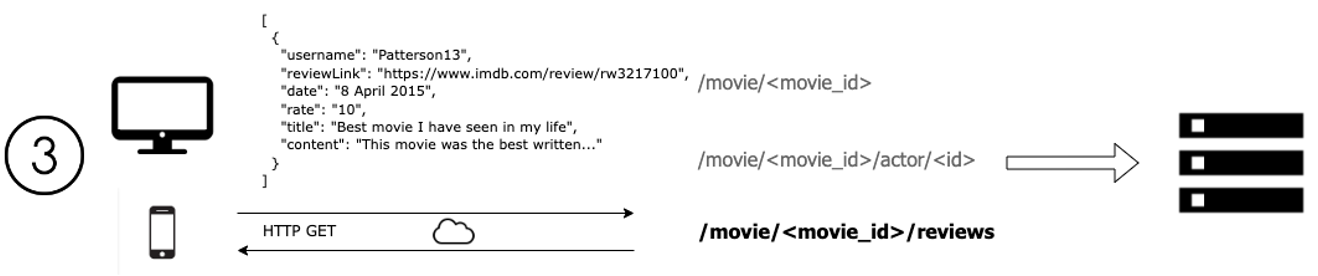 3
[
{
"username": "Patterson13",
"reviewLink": "https://www.imdb.com/review/rw3217100",
"date": "8 April 2015",
"rate": "10",
"title": "Best movie I have seen in my life",
"content": "This movie was the best written..."
}
]
HTTP GET
/movie/<movie_id>
/movie/<movie_id>/actor/<id>
/movie/<movie_id>/reviews